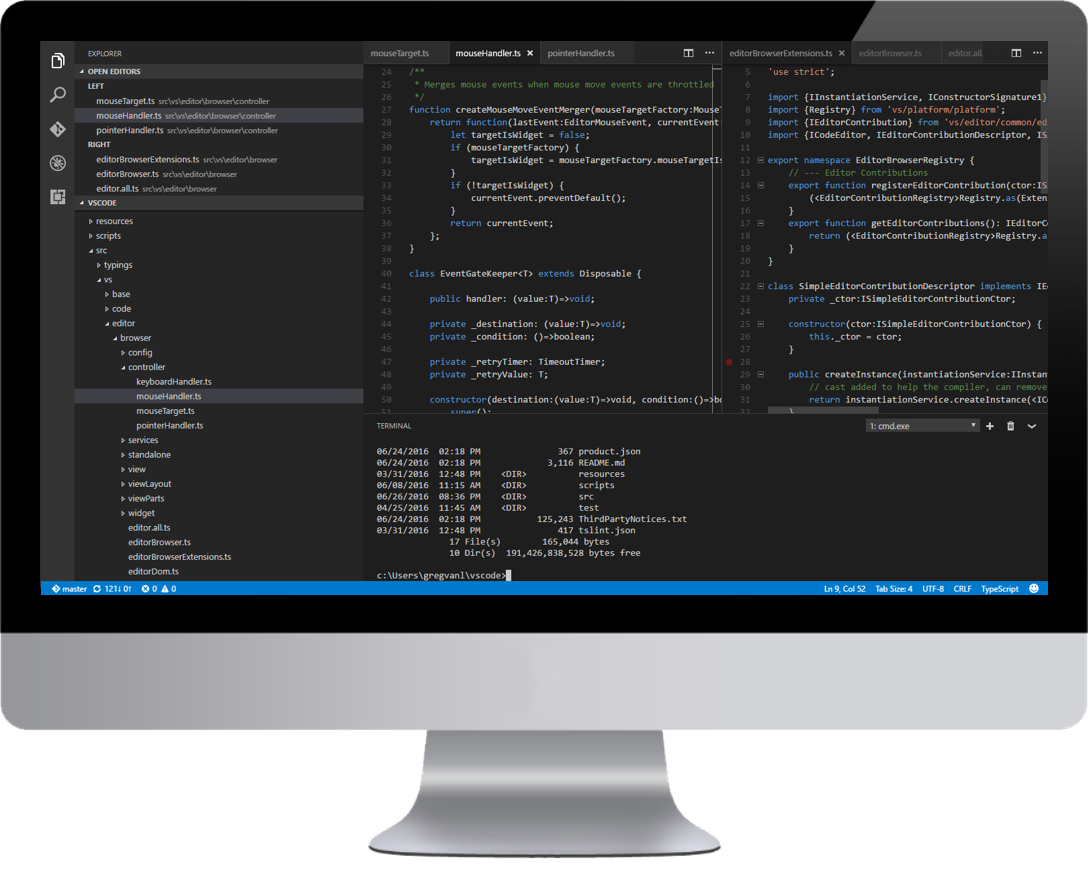 EXPLORER
OPEN EDITORS
LEFT
mouseTarget.ts src\vs\editor\browser\controller
mouseHandler.ts src\vs\editor\browser\controller
pointerHandler.ts src\vs\editor\browser\controller
RIGHT
editorBrowserExtensions.ts src\vs\editor\browser
editorBrowser.ts src\vs\editor\browser
editor.all.ts src\vs\editor\browser
VSCODE
resources
scripts
src
typings
vs
base
code
editor
browser
config
controller
keyboardHandler.ts
mouseHandler.ts
mouseTarget.ts
pointerHandler.ts
services
standalone
view
viewLayout
viewParts
widget
editor.all.ts
editorBrowser.ts
editorBrowserExtensions.ts
editorDom.ts
mouseTarget.ts mouseHandler.ts × pointerHandler.ts
24 /**
25 * Merges mouse events when mouse move events are throttled
26 */
27 function createMouseMoveEventMerger(mouseTargetFactory:MouseT
28 return function(lastEvent:EditorMouseEvent, currentEvent:
29 let targetIsWidget = false;
30 if (mouseTargetFactory) {
31 targetIsWidget = mouseTargetFactory.mouseTargetIs
32 }
33 if (!targetIsWidget) {
34 currentEvent.preventDefault();
35 }
36 return currentEvent;
37 };
38 }
39
40 class EventGateKeeper<T> extends Disposable {
41
42 public handler: (value:T)=>void;
43
44 private _destination: (value:T)=>void;
45 private _condition: ()=>boolean;
46
47 private _retryTimer: TimeoutTimer;
48 private _retryValue: T;
49
50 constructor(destination:(value:T)=>void, condition:()=>bo
51 super();
editorBrowserExtensions.ts × editorBrowser.ts editor.all
5 'use strict';
6
7 import {IInstantiationService, IConstructorSignature1}
8 import {Registry} from 'vs/platform/platform';
9 import {IEditorContribution} from 'vs/editor/common/ed
10 import {ICodeEditor, IEditorContributionDescriptor, IS
11
12 export namespace EditorBrowserRegistry {
13 // --- Editor Contributions
14 export function registerEditorContribution(ctor:IS
15 (<EditorContributionRegistry>Registry.as(Exten
16 }
17 export function getEditorContributions(): IEditorC
18 return (<EditorContributionRegistry>Registry.a
19 }
20 }
21
22 class SimpleEditorContributionDescriptor implements IEd
23 private _ctor:ISimpleEditorContributionCtor;
24
25 constructor(ctor:ISimpleEditorContributionCtor) {
26 this._ctor = ctor;
27 }
28
29 public createInstance(instantiationService:IInstan
30 // cast added to help the compiler, can remove
31 return instantiationService.createInstance(<IC
32 }
TERMINAL
1: cmd.exe
06/24/2016 02:18 PM 367 product.json
06/24/2016 02:18 PM 3,116 README.md
03/31/2016 12:48 PM <DIR> resources
06/08/2016 11:15 AM <DIR> scripts
06/26/2016 08:36 PM <DIR> src
04/25/2016 11:45 AM <DIR> test
06/24/2016 02:18 PM 125,243 ThirdPartyNotices.txt
03/31/2016 12:48 PM 417 tslint.json
17 File(s) 165,044 bytes
10 Dir(s) 191,426,838,528 bytes free
c:\Users\gregvanl\vscode>
master 121↓ 0↑ 0 0 Ln 9, Col 52 Tab Size: 4 UTF-8 CRLF TypeScript